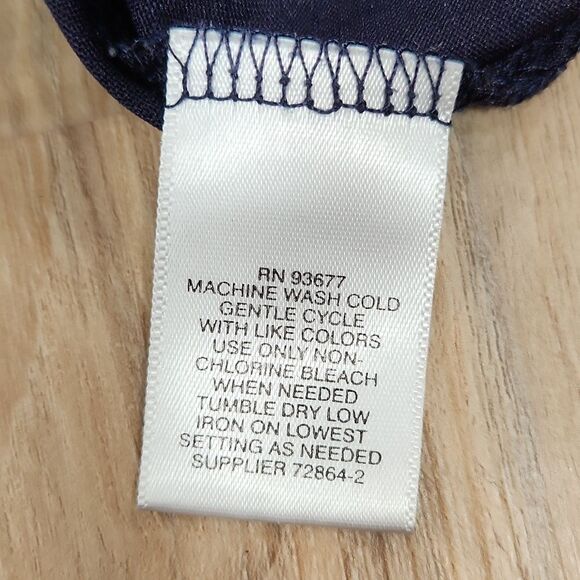 RN 93677
MACHINE WASH COLD
GENTLE CYCLE
WITH LIKE COLORS
USE ONLY NON-
CHLORINE BLEACH
WHEN NEEDED
TUMBLE DRY LOW
IRON ON LOWEST
SETTING AS NEEDED
SUPPLIER 72864-2